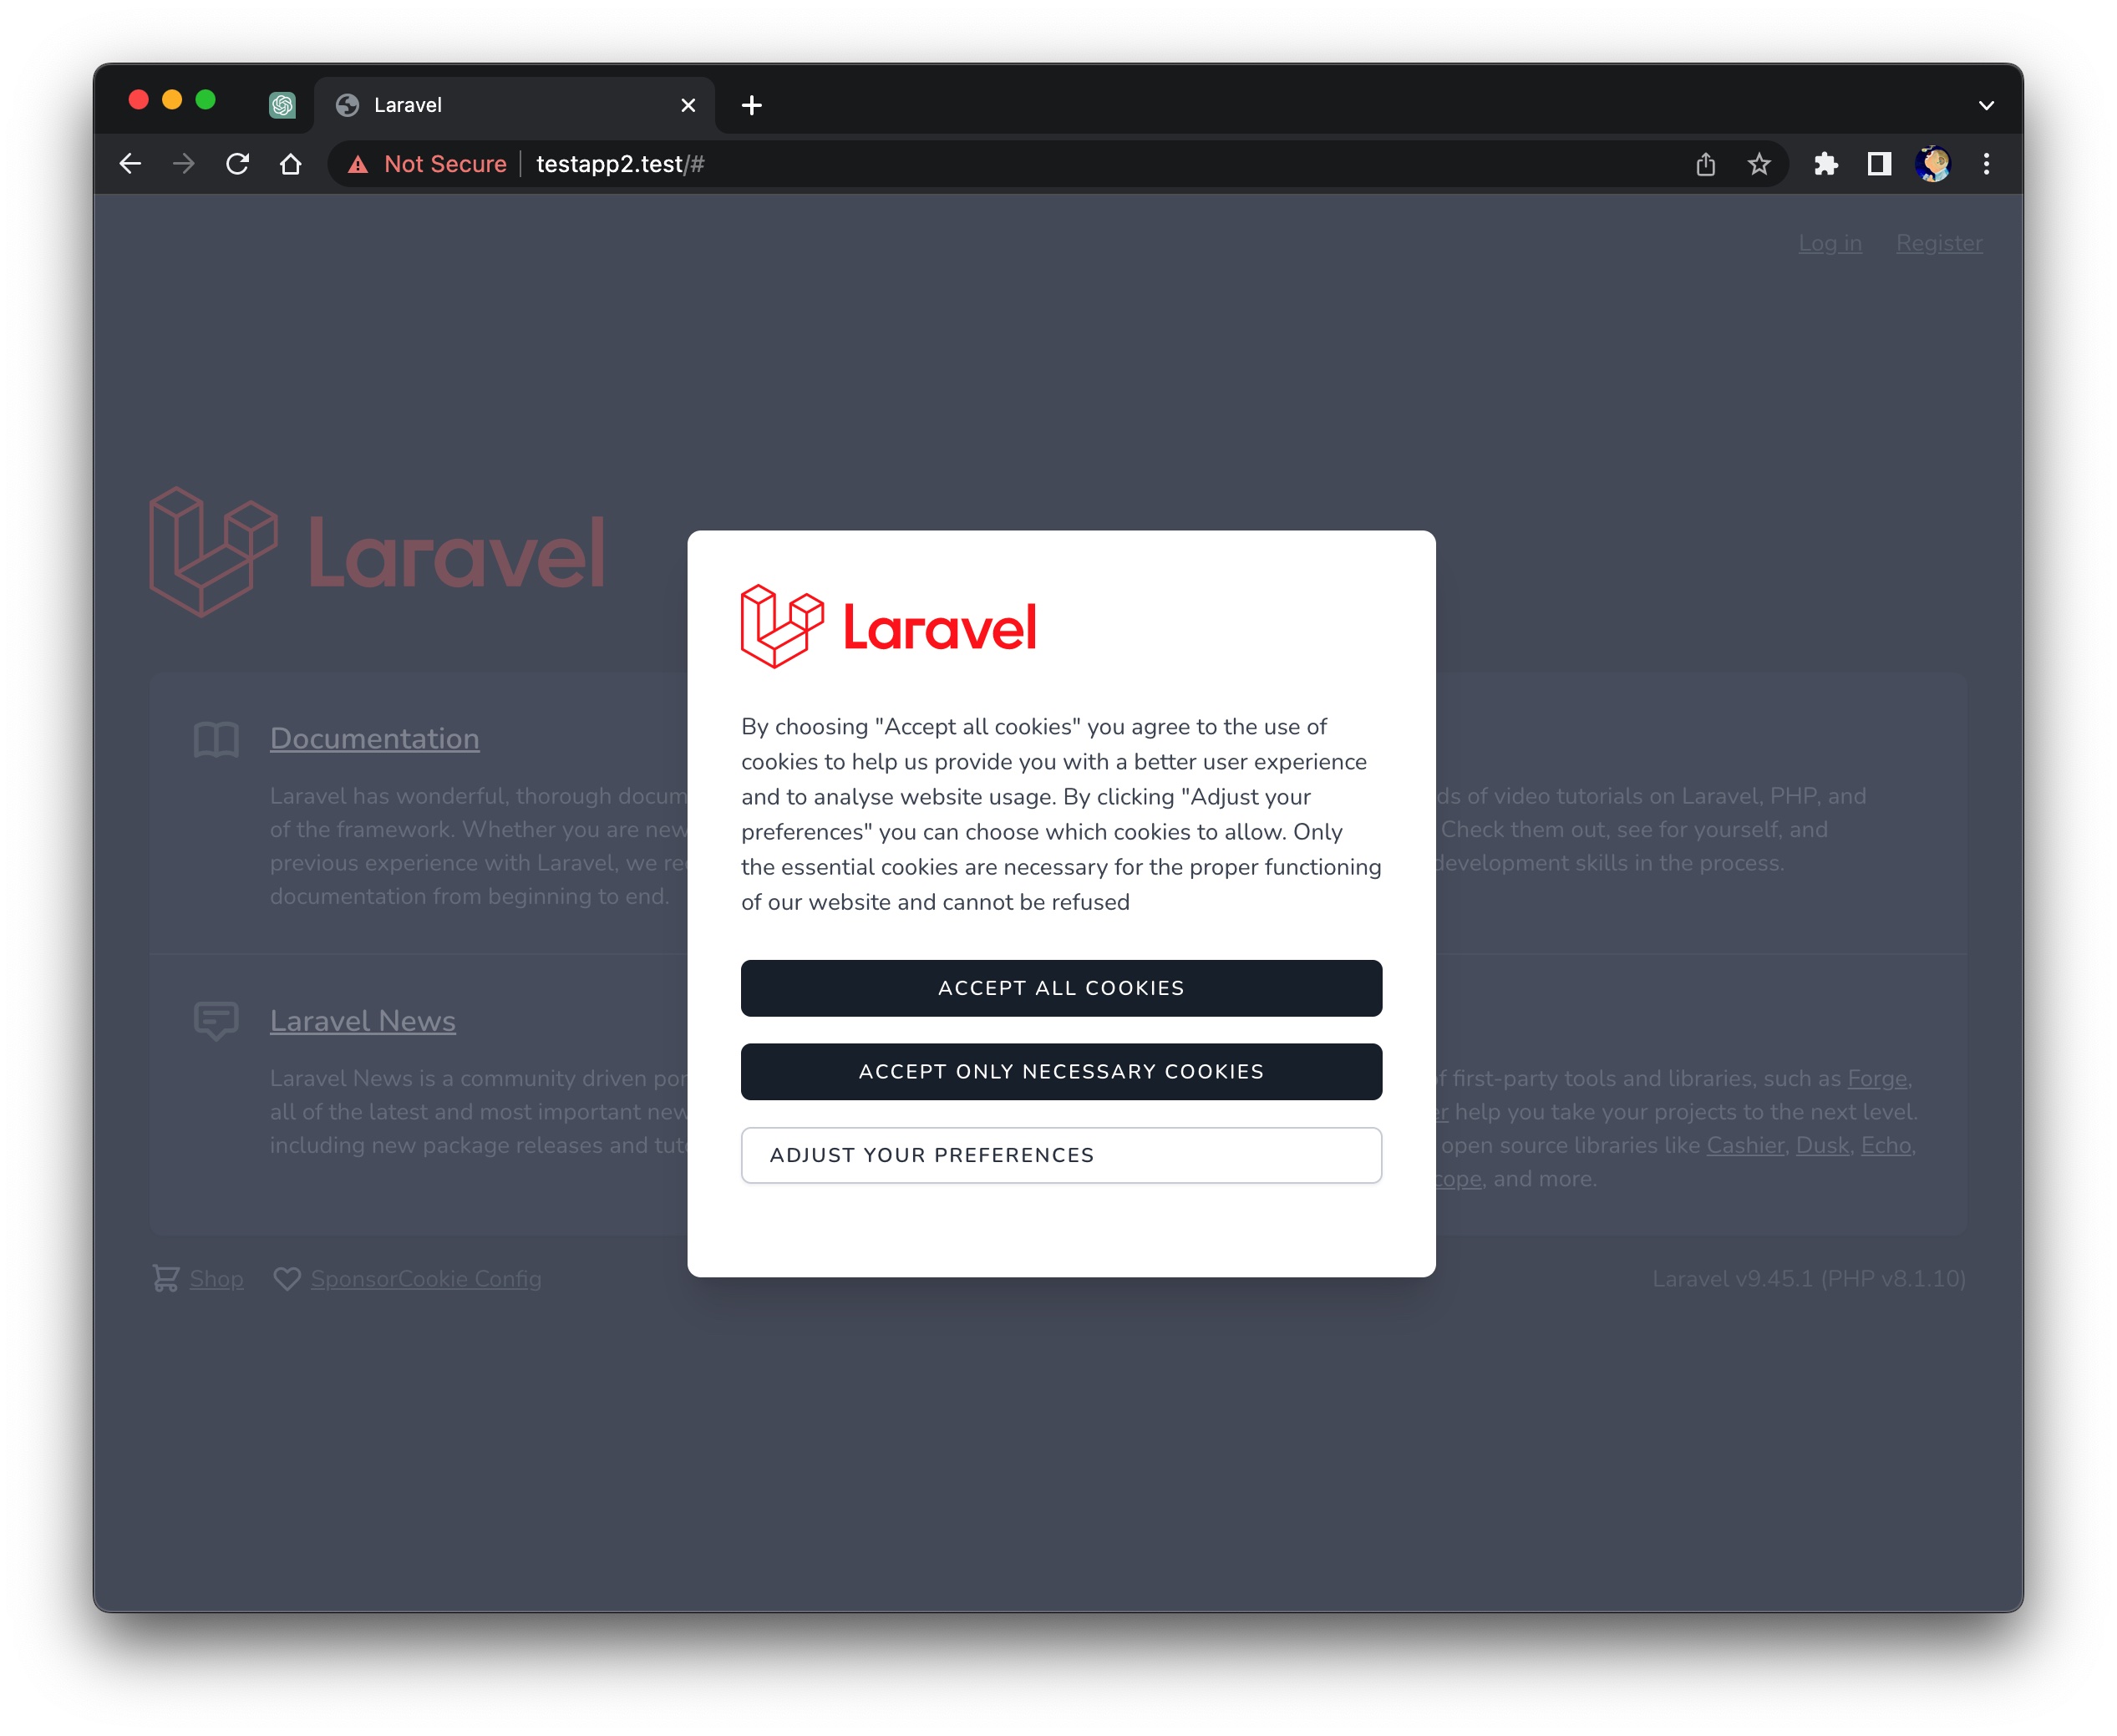 Laravel
Not Secure testapp2.test/#
Log in Register
Laravel
Documentation
Laravel has wonderful, thorough docum
of the framework. Whether you are new
previous experience with Laravel, we re
documentation from beginning to end.
ds of video tutorials on Laravel, PHP, and
Check them out, see for yourself, and
development skills in the process.
Laravel News
Laravel News is a community driven por
all of the latest and most important new
including new package releases and tut
of first-party tools and libraries, such as Forge,
er help you take your projects to the next level.
open source libraries like Cashier, Dusk, Echo,
cope, and more.
Laravel
By choosing "Accept all cookies" you agree to the use of
cookies to help us provide you with a better user experience
and to analyse website usage. By clicking "Adjust your
preferences" you can choose which cookies to allow. Only
the essential cookies are necessary for the proper functioning
of our website and cannot be refused
ACCEPT ALL COOKIES
ACCEPT ONLY NECESSARY COOKIES
ADJUST YOUR PREFERENCES
Shop SponsorCookie Config
Laravel v9.45.1 (PHP v8.1.10)